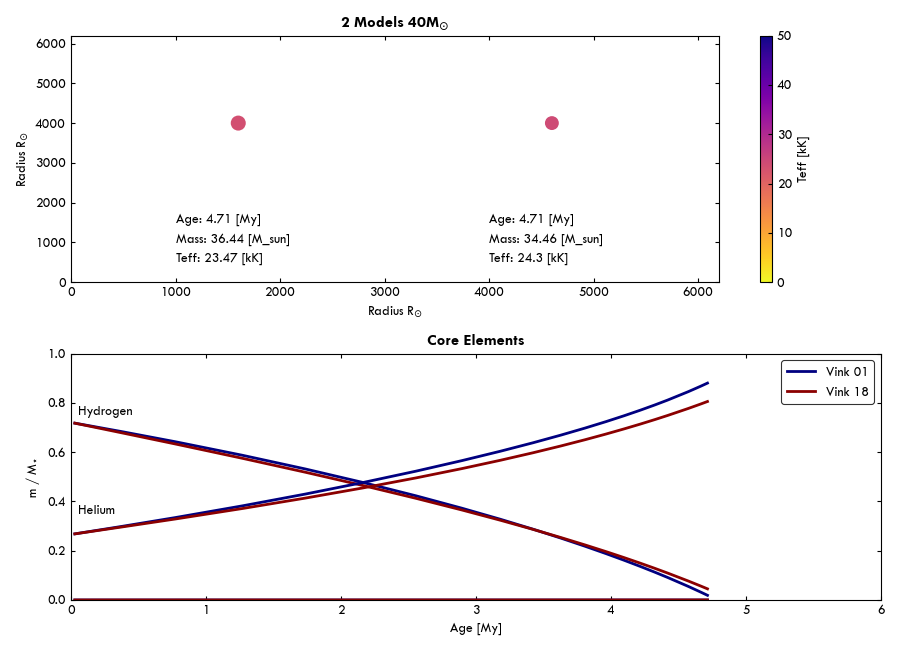 2 Models 40M☉
6000
5000
4000
3000
2000
1000
0
Radius R☉
Age: 4.71 [My]
Mass: 36.44 [M_sun]
Teff: 23.47 [kK]
Age: 4.71 [My]
Mass: 34.46 [M_sun]
Teff: 24.3 [kK]
0 1000 2000 3000 4000 5000 6000
Radius R☉
50
40
30
20
10
0
Teff [kK]
Core Elements
1.0
0.8
0.6
0.4
0.2
0.0
m / M⋆
Hydrogen
Helium
Vink 01
Vink 18
0 1 2 3 4 5 6
Age [My]